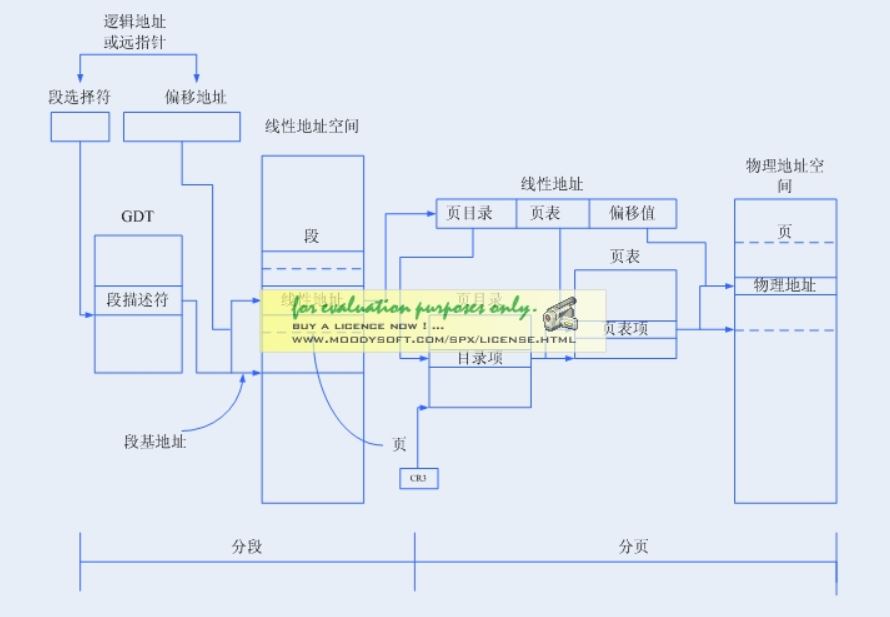 逻辑地址
或远指针
段选择符
偏移地址
线性地址空间
GDT
段
段描述符
线性地址
段基地址
页
线性地址
页目录
页表
偏移值
页表
页目录
页表项
目录项
CR3
物理地址空
间
页
物理地址
for evaluation purposes only.
BUY A LICENCE NOW ! ...
WWW.MOODYSOFT.COM/SPX/LICENSE.HTML
分段
分页